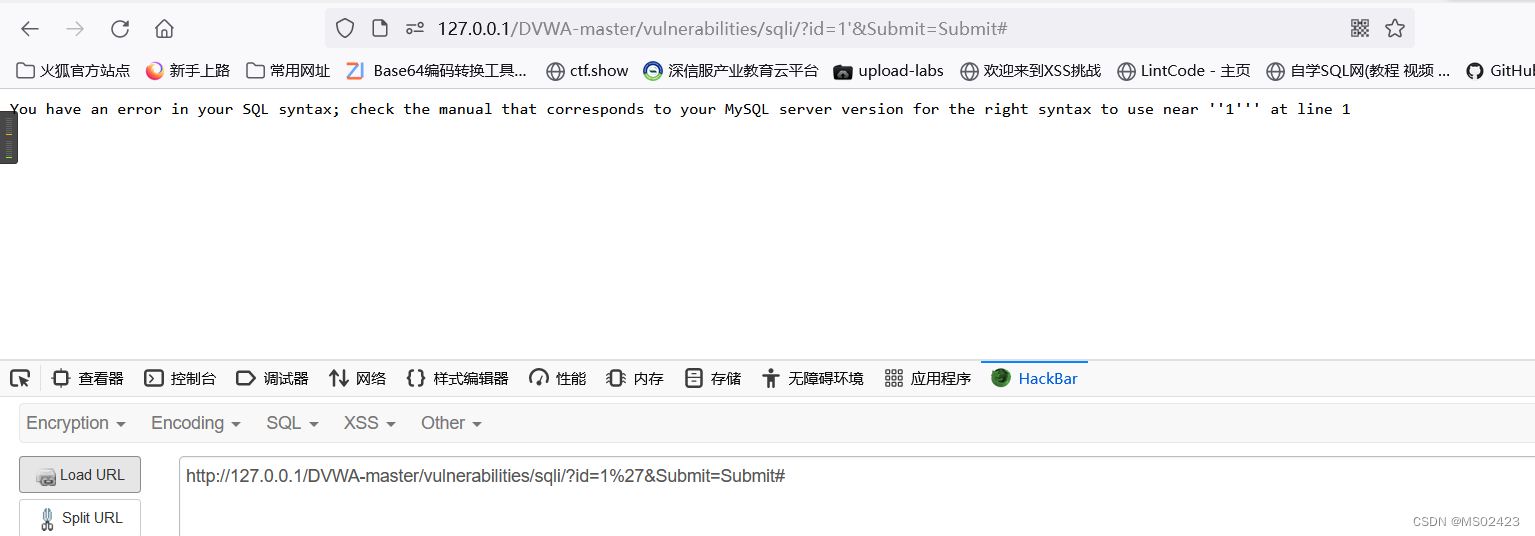 127.0.0.1/DVWA-master/vulnerabilities/sqli/?id=1'&Submit=Submit#
火狐官方站点 新手上路 常用网址 ZI Base64编码转换工具... ctf.show 深信服产业教育云平台 upload-labs 欢迎来到XSS挑战 LintCode - 主页 自学SQL网(教程 视频 ... GitHu
You have an error in your SQL syntax; check the manual that corresponds to your MySQL server version for the right syntax to use near ''1''' at line 1
查看器 控制台 调试器 网络 样式编辑器 性能 内存 存储 无障碍环境 应用程序 HackBar
Encryption Encoding SQL XSS Other
Load URL http://127.0.0.1/DVWA-master/vulnerabilities/sqli/?id=1%27&Submit=Submit#
Split URL
CSDN @MS02423